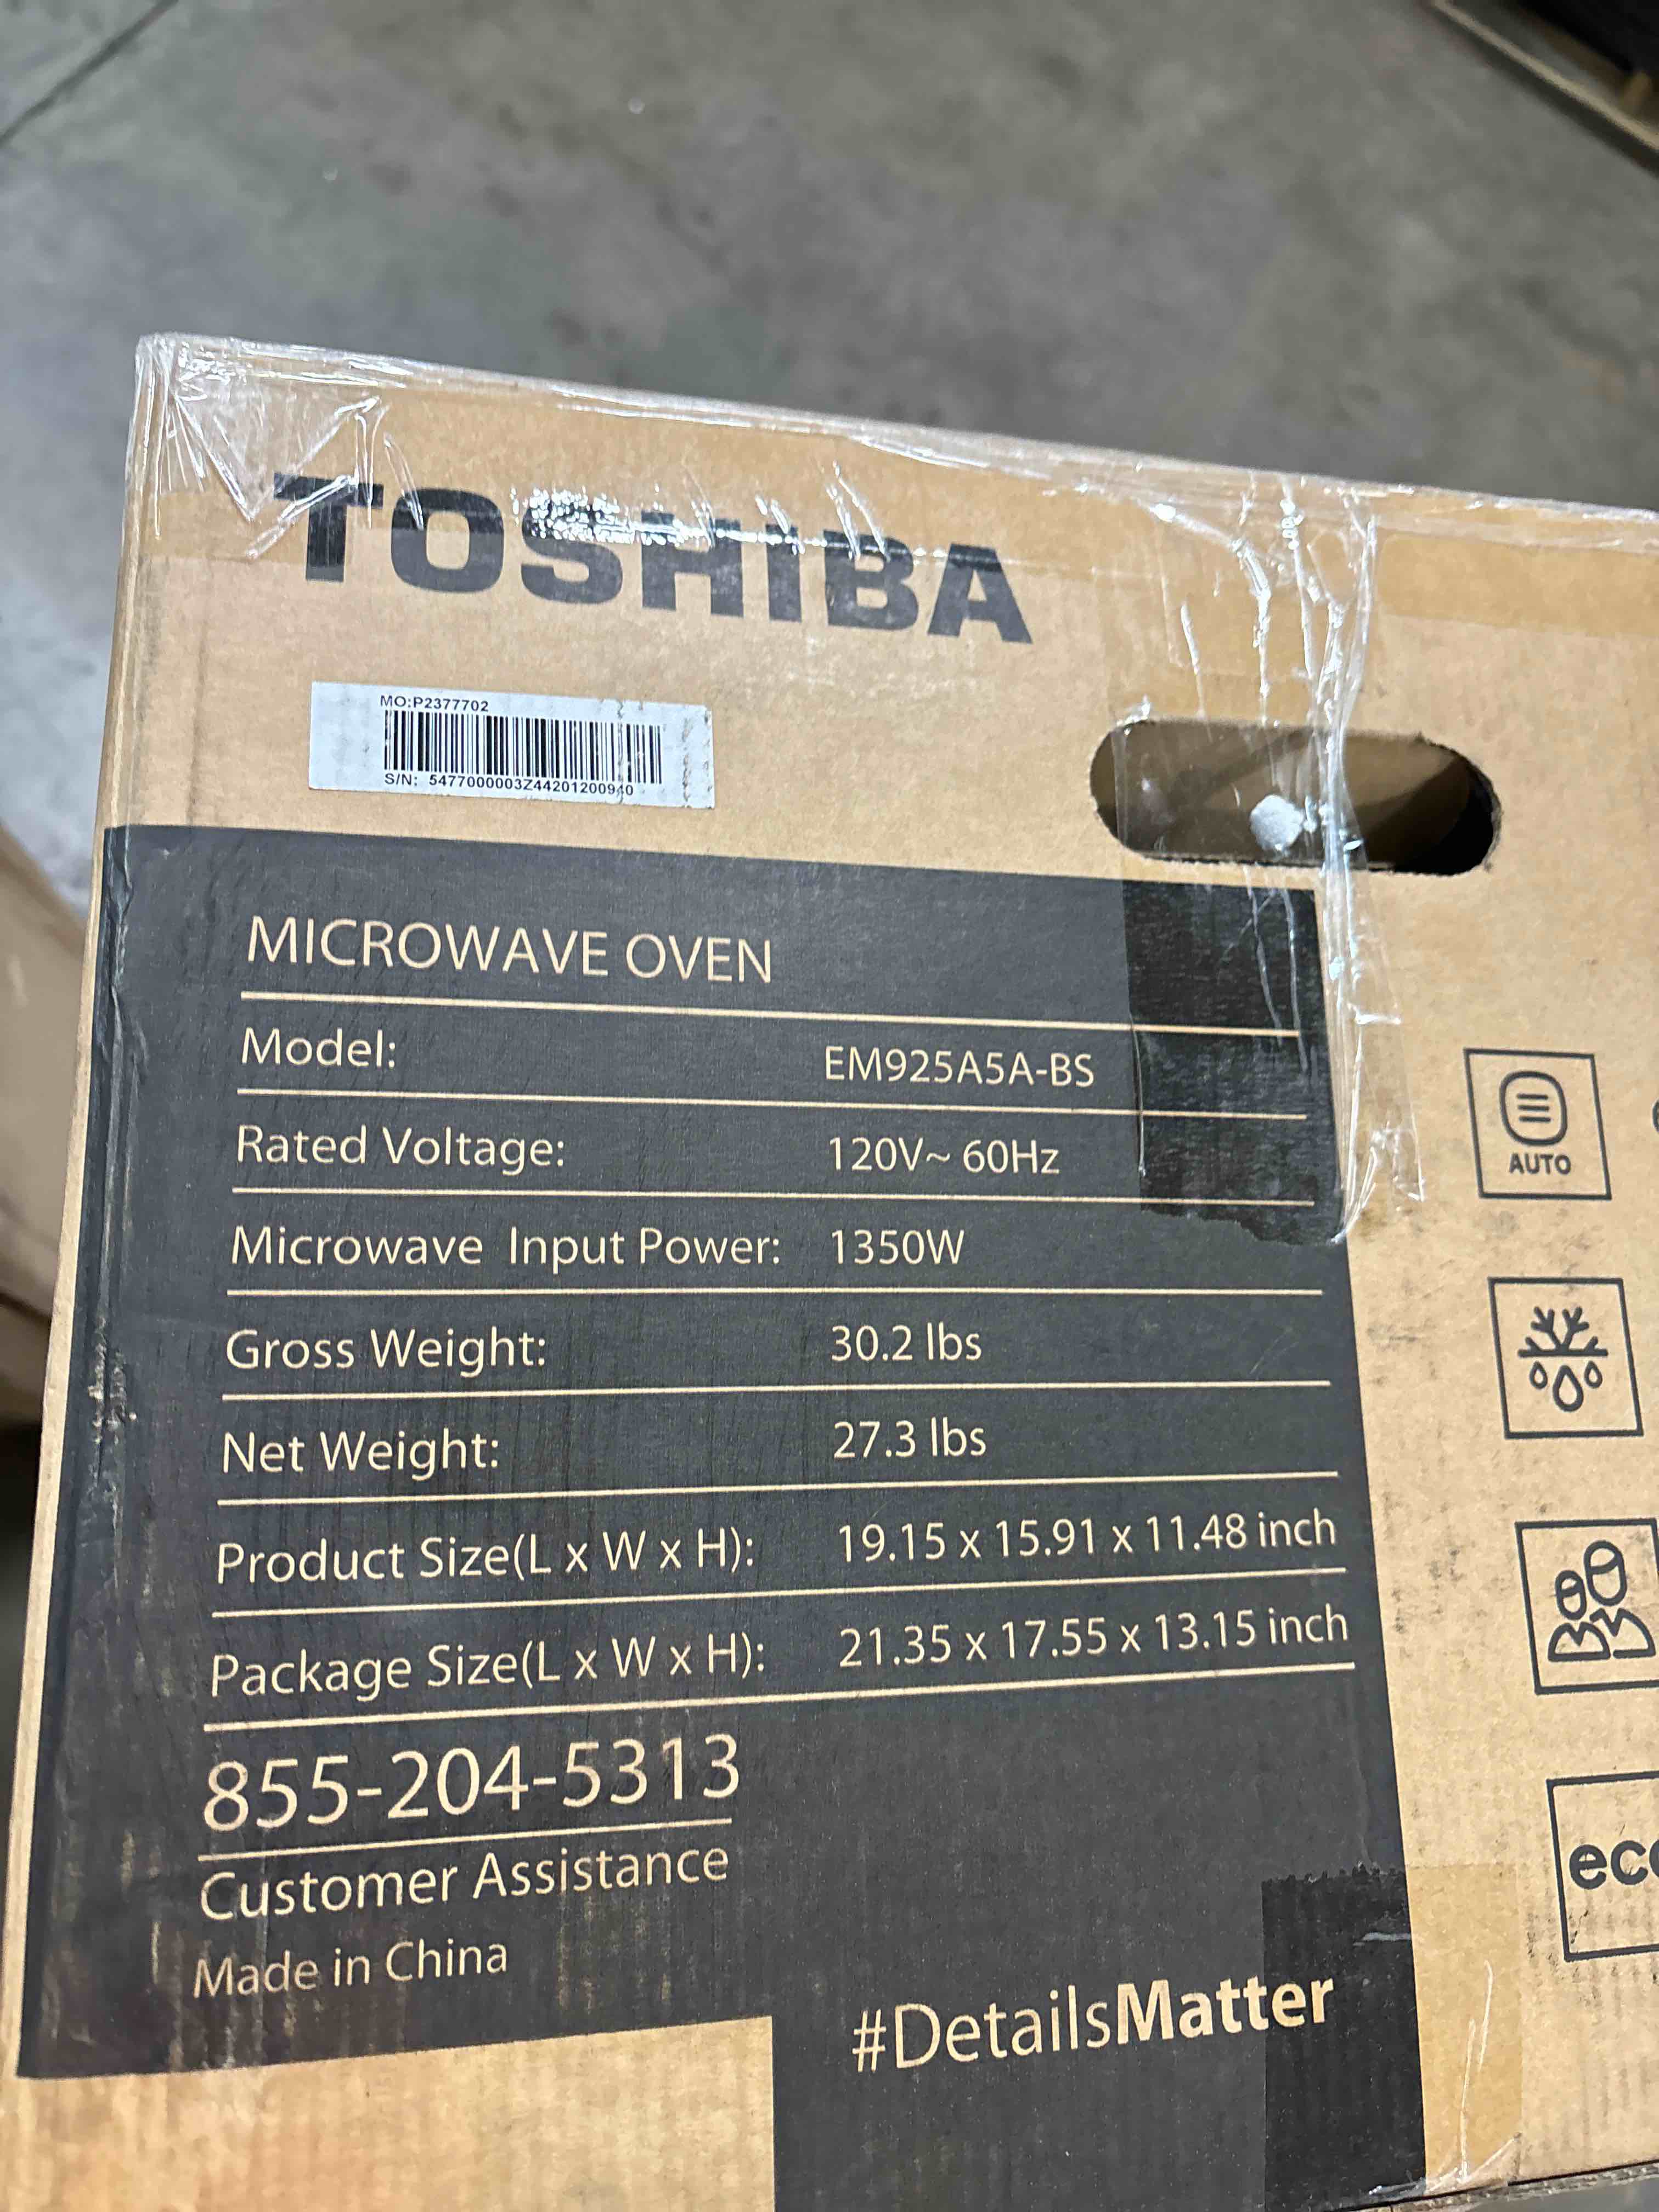 TOSHIBA
MO:P2377702
S/N: 5477000003Z44201200940
MICROWAVE OVEN
Model: EM925A5A-BS
Rated Voltage: 120V~ 60Hz
Microwave Input Power: 1350W
Gross Weight: 30.2 lbs
Net Weight: 27.3 lbs
Product Size(L x W x H): 19.15 x 15.91 x 11.48 inch
Package Size(L x W x H): 21.35 x 17.55 x 13.15 inch
855-204-5313
Customer Assistance
Made in China
#DetailsMatter
AUTO